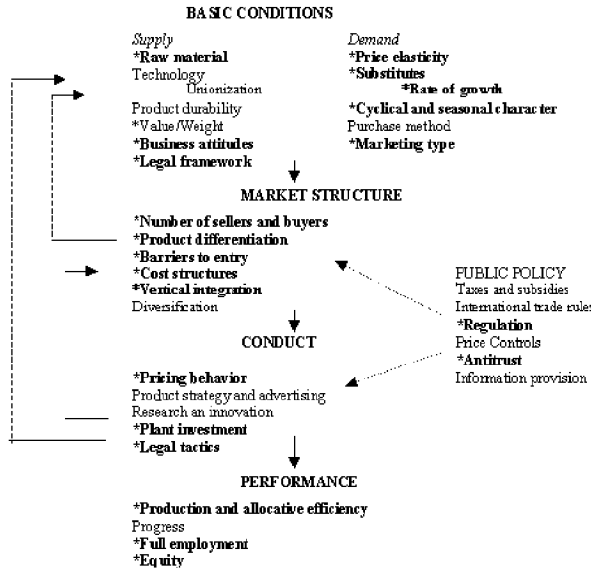 BASIC CONDITIONS
Supply
*Raw material
Technology
Unionization
Product durability
*Value/Weight
*Business attitudes
*Legal framework
Demand
*Price elasticity
*Substitutes
*Rate of growth
*Cyclical and seasonal character
Purchase method
*Marketing type
MARKET STRUCTURE
*Number of sellers and buyers
*Product differentiation
*Barriers to entry
*Cost structures
*Vertical integration
Diversification
PUBLIC POLICY
Taxes and subsidies
International trade rules
*Regulation
Price Controls
*Antitrust
Information provision
CONDUCT
*Pricing behavior
Product strategy and advertising
Research an innovation
*Plant investment
*Legal tactics
PERFORMANCE
*Production and allocative efficiency
Progress
*Full employment
*Equity